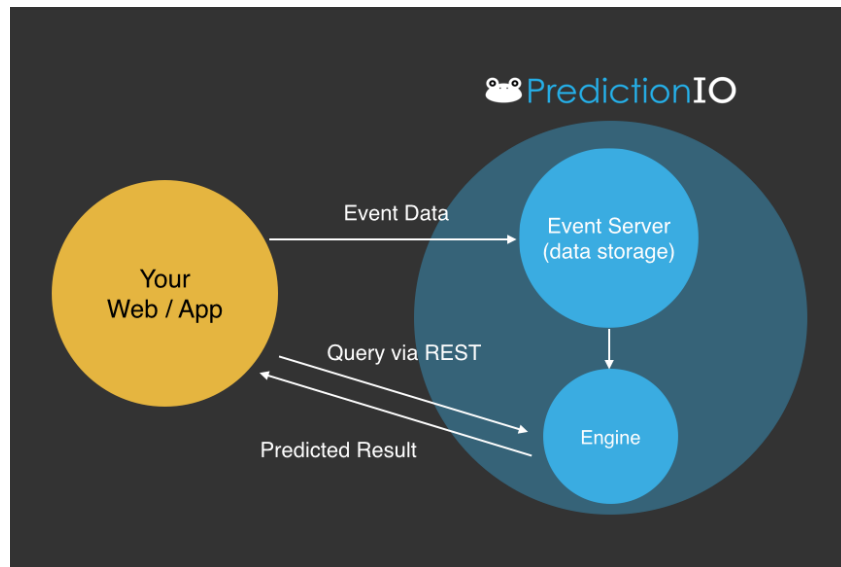 PredictionIO
Event Data
Event Server
(data storage)
Your
Web / App
Query via REST
Engine
Predicted Result